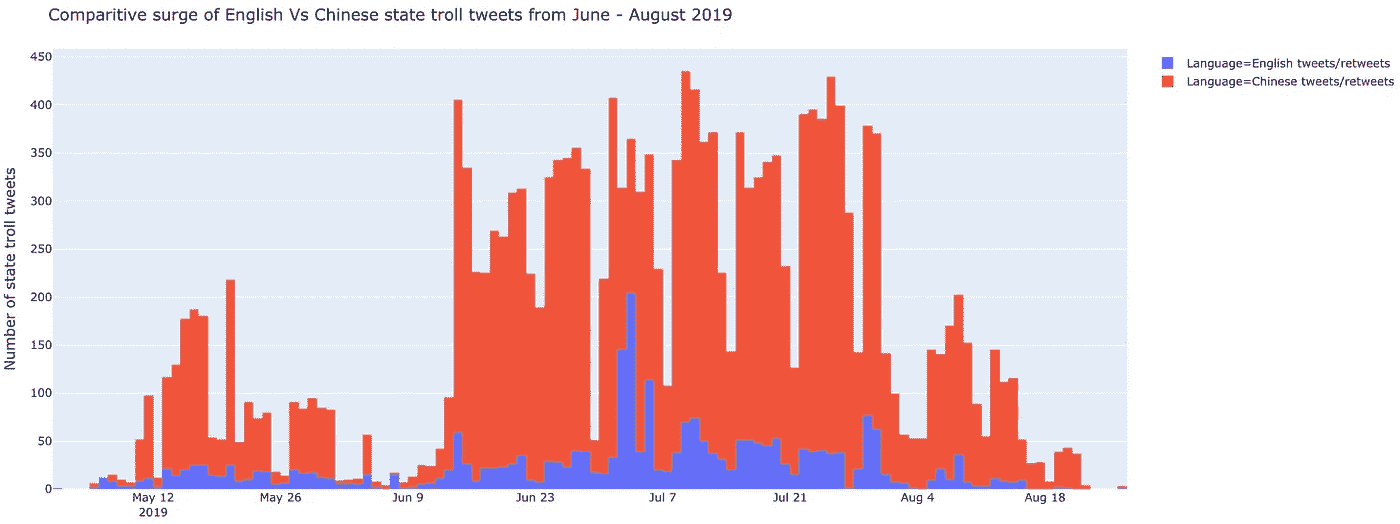 Comparitive surge of English Vs Chinese state troll tweets from June - August 2019
Language=English tweets/retweets
Language=Chinese tweets/retweets
Number of state troll tweets
450
400
350
300
250
200
150
100
50
0
May 12
2019
May 26
Jun 9
Jun 23
Jul 7
Jul 21
Aug 4
Aug 18